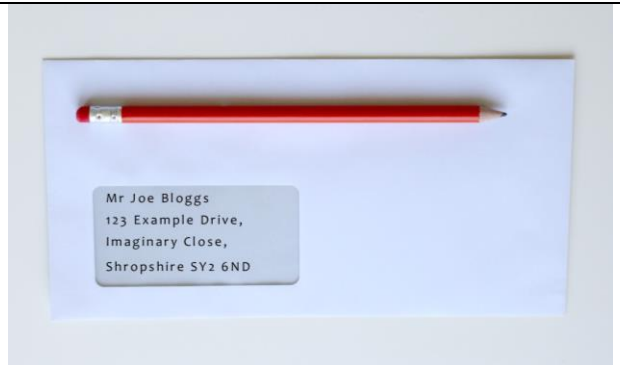 Mr Joe Bloggs
123 Example Drive,
Imaginary Close,
Shropshire SY2 6ND